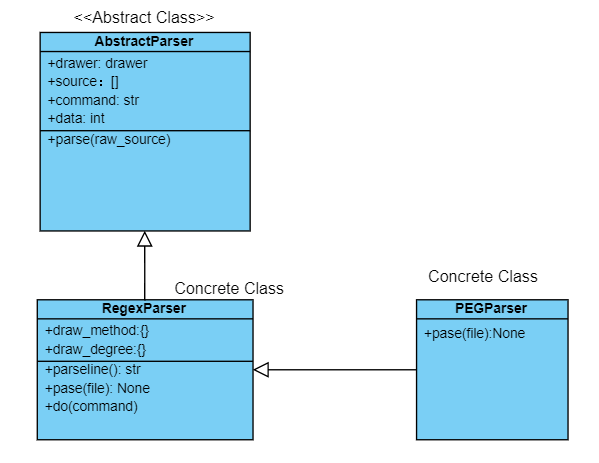 <<Abstract Class>>
AbstractParser
+drawer: drawer
+source：[]
+command: str
+data: int
+parse(raw_source)
Concrete Class
RegexParser
+draw_method:{}
+draw_degree:{}
+parseline(): str
+pase(file): None
+do(command)
Concrete Class
PEGParser
+pase(file):None